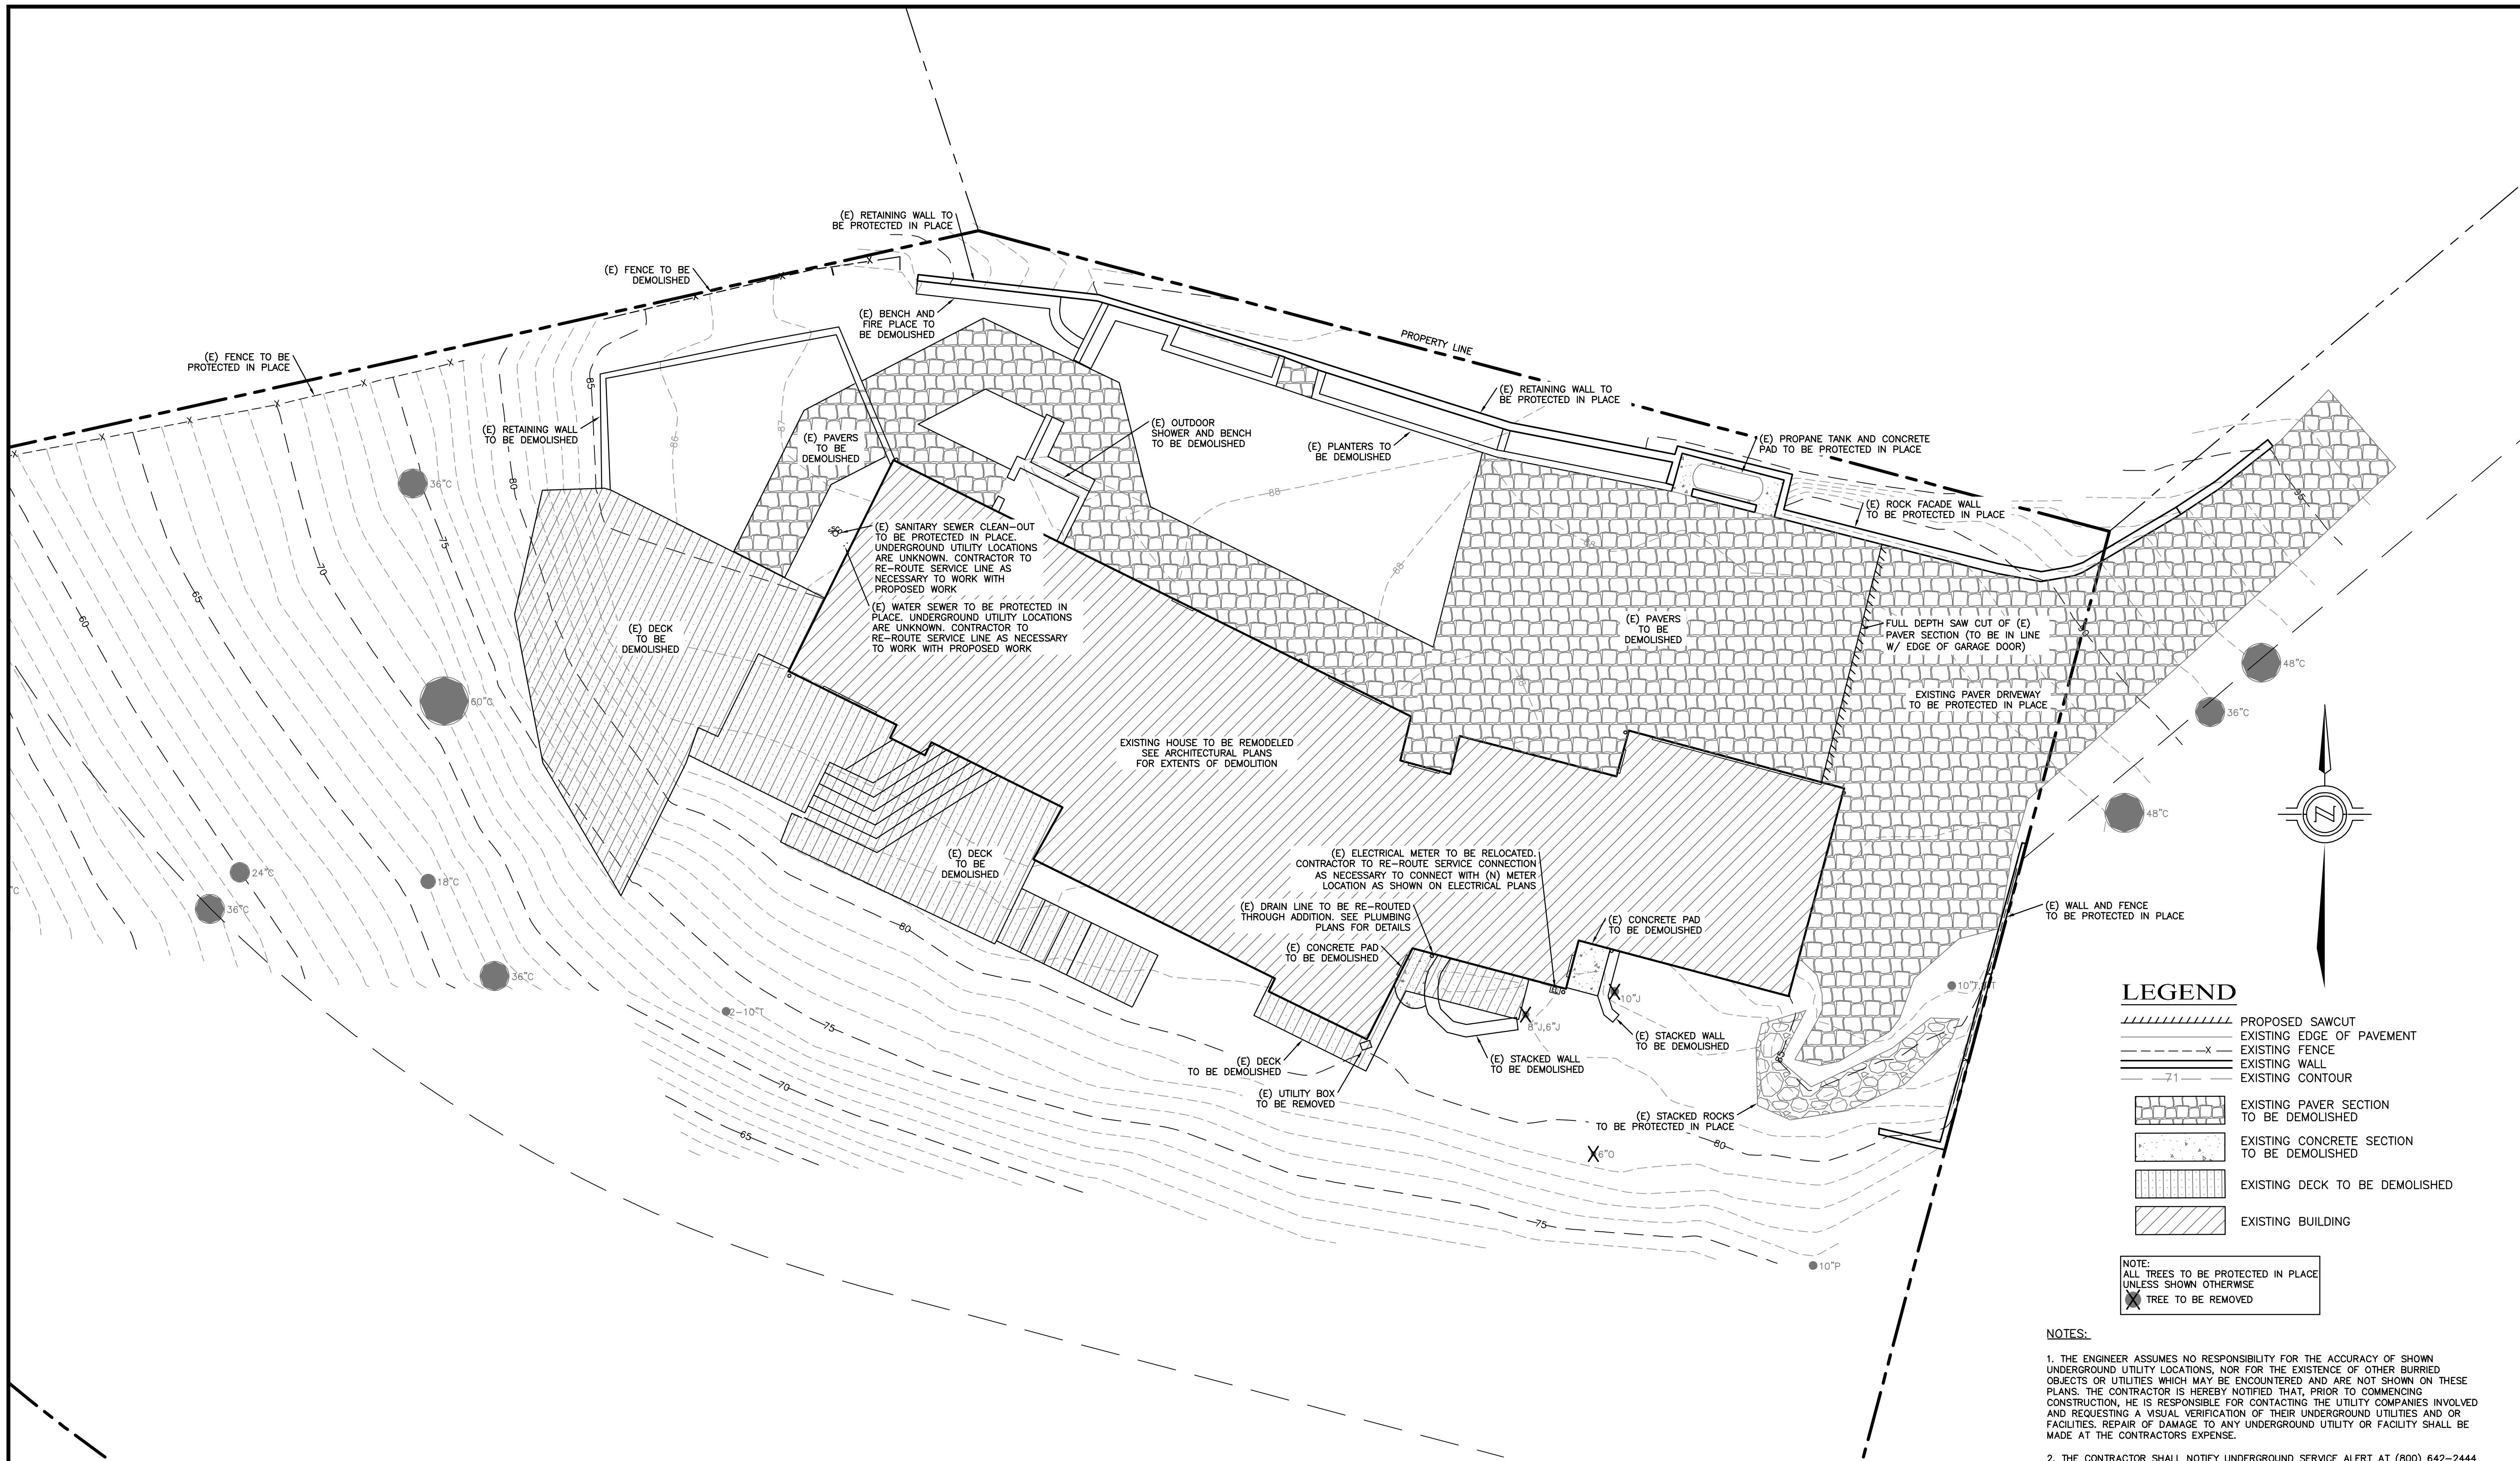 (E) RETAINING WALL TO
BE PROTECTED IN PLACE
(E) FENCE TO BE
DEMOLISHED
(E) BENCH AND
FIRE PLACE TO
BE DEMOLISHED
(E) FENCE TO BE
PROTECTED IN PLACE
PROPERTY LINE
(E) RETAINING WALL TO
BE PROTECTED IN PLACE
85
86
87
(E) RETAINING WALL
TO BE DEMOLISHED
(E) PAVERS
TO BE
DEMOLISHED
(E) OUTDOOR
SHOWER AND BENCH
TO BE DEMOLISHED
(E) PLANTERS TO
BE DEMOLISHED
(E) PROPANE TANK AND CONCRETE
PAD TO BE PROTECTED IN PLACE
36"C
80
88
95
(E) ROCK FACADE WALL
TO BE PROTECTED IN PLACE
(E) SANITARY SEWER CLEAN-OUT
TO BE PROTECTED IN PLACE.
UNDERGROUND UTILITY LOCATIONS
ARE UNKNOWN. CONTRACTOR TO
RE-ROUTE SERVICE LINE AS
NECESSARY TO WORK WITH
PROPOSED WORK
75
70
65
60
88
(E) WATER SEWER TO BE PROTECTED IN
PLACE. UNDERGROUND UTILITY LOCATIONS
ARE UNKNOWN. CONTRACTOR TO
RE-ROUTE SERVICE LINE AS NECESSARY
TO WORK WITH PROPOSED WORK
(E) DECK
TO BE
DEMOLISHED
(E) PAVERS
TO BE
DEMOLISHED
FULL DEPTH SAW CUT OF (E)
PAVER SECTION (TO BE IN LINE
W/ EDGE OF GARAGE DOOR)
90
48"C
60"C
EXISTING PAVER DRIVEWAY
TO BE PROTECTED IN PLACE
36"C
EXISTING HOUSE TO BE REMODELED
SEE ARCHITECTURAL PLANS
FOR EXTENTS OF DEMOLITION
N
48"C
(E) DECK
TO BE
DEMOLISHED
(E) ELECTRICAL METER TO BE RELOCATED.
CONTRACTOR TO RE-ROUTE SERVICE CONNECTION
AS NECESSARY TO CONNECT WITH (N) METER
LOCATION AS SHOWN ON ELECTRICAL PLANS
24"C
18"C
"C
36"C
(E) DRAIN LINE TO BE RE-ROUTED
THROUGH ADDITION. SEE PLUMBING
PLANS FOR DETAILS
(E) CONCRETE PAD
TO BE DEMOLISHED
(E) WALL AND FENCE
TO BE PROTECTED IN PLACE
80
(E) CONCRETE PAD
TO BE DEMOLISHED
36"C
2-10"T
10"J
8"J,6"J
75
(E) STACKED WALL
TO BE DEMOLISHED
(E) STACKED WALL
TO BE DEMOLISHED
85
(E) DECK
TO BE DEMOLISHED
70
(E) UTILITY BOX
TO BE REMOVED
(E) STACKED ROCKS
TO BE PROTECTED IN PLACE
65
80
6"O
75
10"P
LEGEND
PROPOSED SAWCUT
EXISTING EDGE OF PAVEMENT
X EXISTING FENCE
EXISTING WALL
71 EXISTING CONTOUR
EXISTING PAVER SECTION
TO BE DEMOLISHED
EXISTING CONCRETE SECTION
TO BE DEMOLISHED
EXISTING DECK TO BE DEMOLISHED
EXISTING BUILDING
NOTE:
ALL TREES TO BE PROTECTED IN PLACE
UNLESS SHOWN OTHERWISE
TREE TO BE REMOVED
NOTES:
1. THE ENGINEER ASSUMES NO RESPONSIBILITY FOR THE ACCURACY OF SHOWN
UNDERGROUND UTILITY LOCATIONS, NOR FOR THE EXISTENCE OF OTHER BURRIED
OBJECTS OR UTILITIES WHICH MAY BE ENCOUNTERED AND ARE NOT SHOWN ON THESE
PLANS. THE CONTRACTOR IS HEREBY NOTIFIED THAT, PRIOR TO COMMENCING
CONSTRUCTION, HE IS RESPONSIBLE FOR CONTACTING THE UTILITY COMPANIES INVOLVED
AND REQUESTING A VISUAL VERIFICATION OF THEIR UNDERGROUND UTILITIES AND OR
FACILITIES. REPAIR OF DAMAGE TO ANY UNDERGROUND UTILITY OR FACILITY SHALL BE
MADE AT THE CONTRACTORS EXPENSE.
2. THE CONTRACTOR SHALL NOTIFY UNDERGROUND SERVICE ALERT AT (800) 642-2444